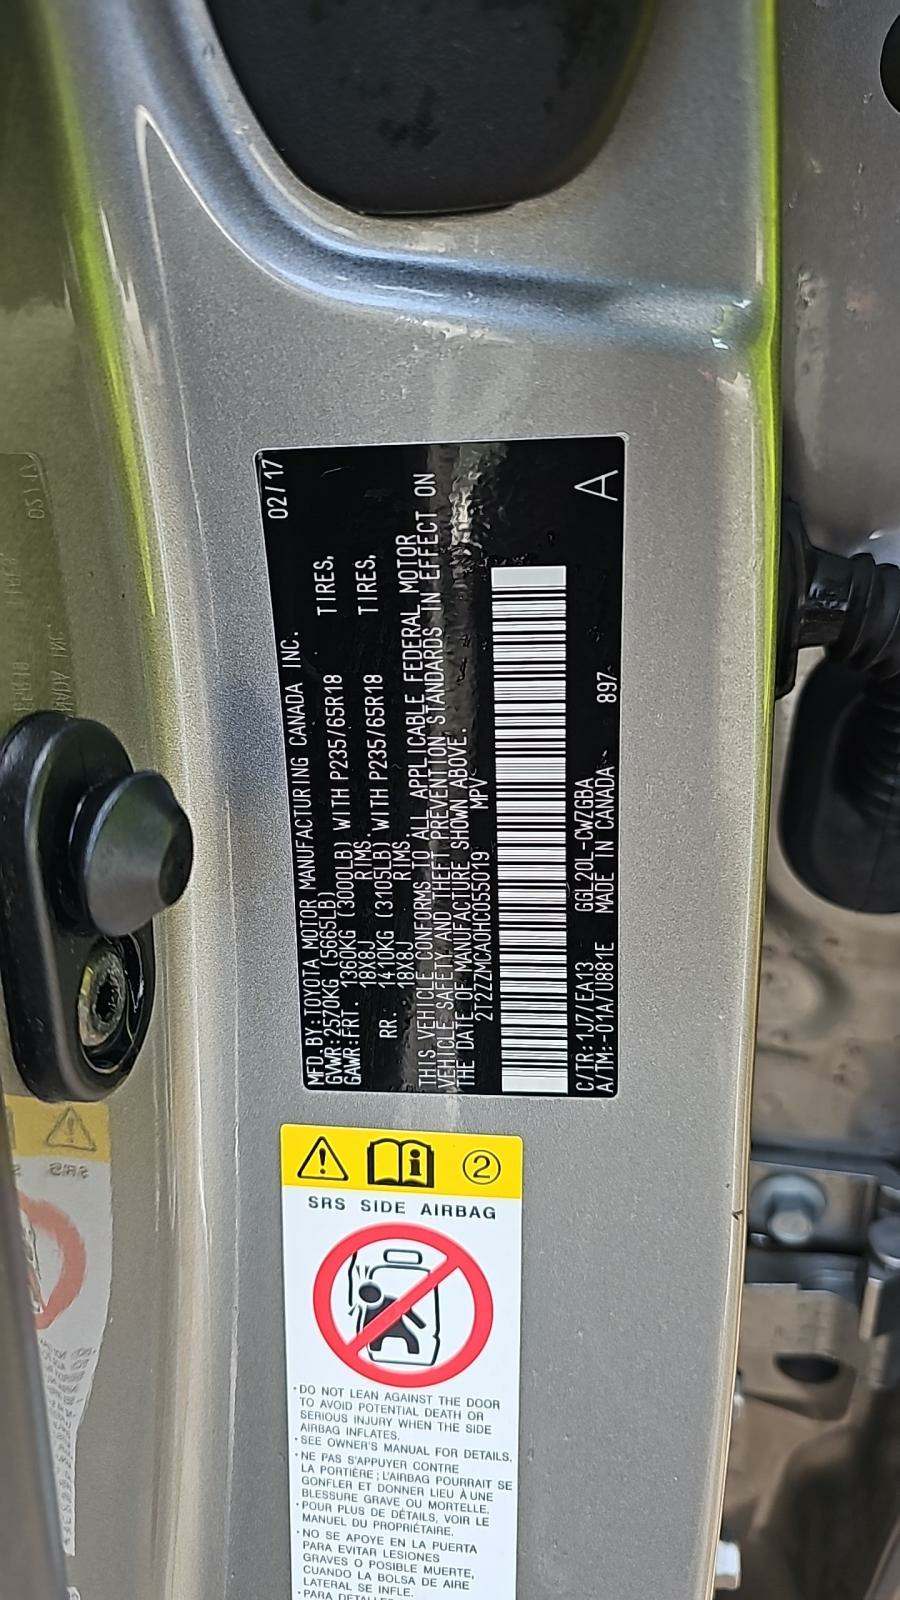 02/17
MFD.BY:TOYOTA MOTOR MANUFACTURING CANADA INC.
GVWR:2570KG (5665LB)
GAWR:FRT. 1360KG (3000LB) WITH P235/65R18 TIRES,
18X8J RIMS,
RR. 1410KG (3105LB) WITH P235/65R18 TIRES,
18X8J RIMS
THIS VEHICLE CONFORMS TO ALL APPLICABLE FEDERAL MOTOR
VEHICLE SAFETY AND THEFT PREVENTION STANDARDS IN EFFECT ON
THE DATE OF MANUFACTURE SHOWN ABOVE.
2T2ZZMCA0HC055019 MPV
C/TR:1J7/EA13 GGL20L-CWZGBA
A/TM:-01A/U881E MADE IN CANADA 897
A
2
SRS SIDE AIRBAG
·DO NOT LEAN AGAINST THE DOOR
TO AVOID POTENTIAL DEATH OR
SERIOUS INJURY WHEN THE SIDE
AIRBAG INFLATES.
·SEE OWNER'S MANUAL FOR DETAILS.
·NE PAS S'APPUYER CONTRE
LA PORTIÈRE ; L'AIRBAG POURRAIT SE
GONFLER ET DONNER LIEU À UNE
BLESSURE GRAVE OU MORTELLE.
·POUR PLUS DE DÉTAILS, VOIR LE
MANUEL DU PROPRIÉTAIRE.
·NO SE APOYE EN LA PUERTA
PARA EVITAR LESIONES
GRAVES O POSIBLE MUERTE,
CUANDO LA BOLSA DE AIRE
LATERAL SE INFLE.